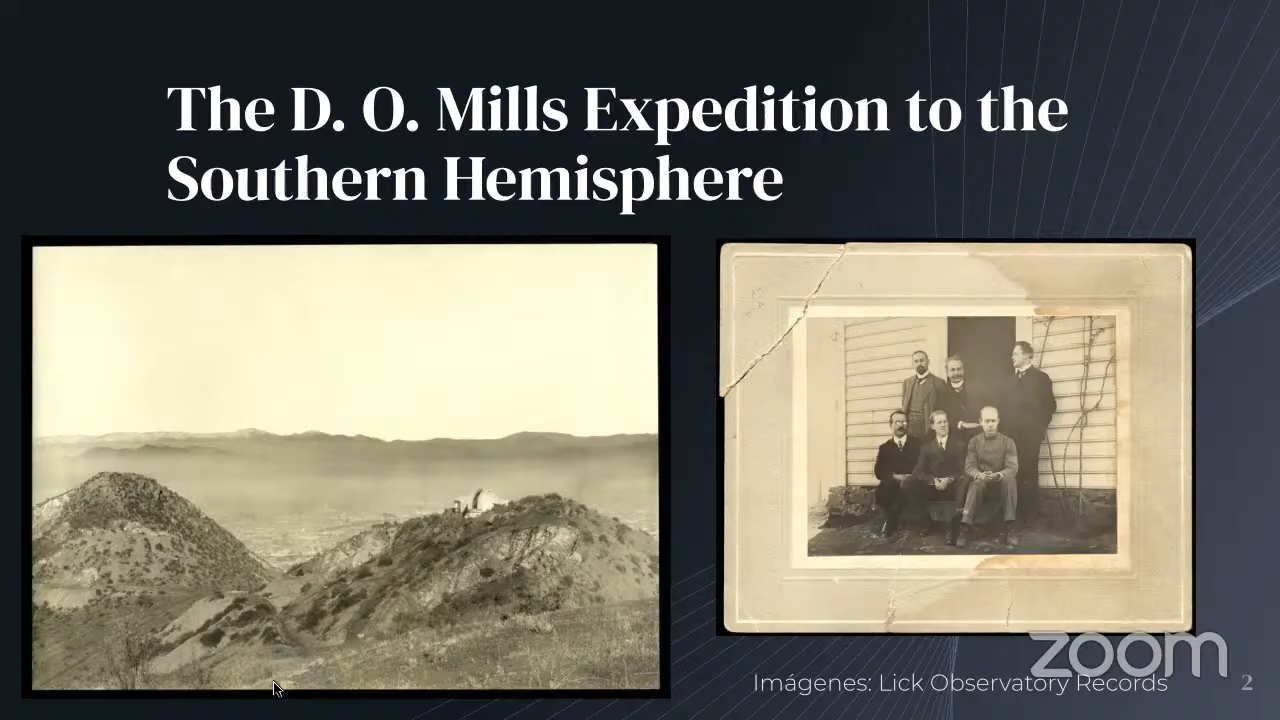 The D. O. Mills Expedition to the
Southern Hemisphere
zoom
Imágenes: Lick Observatory Records
2